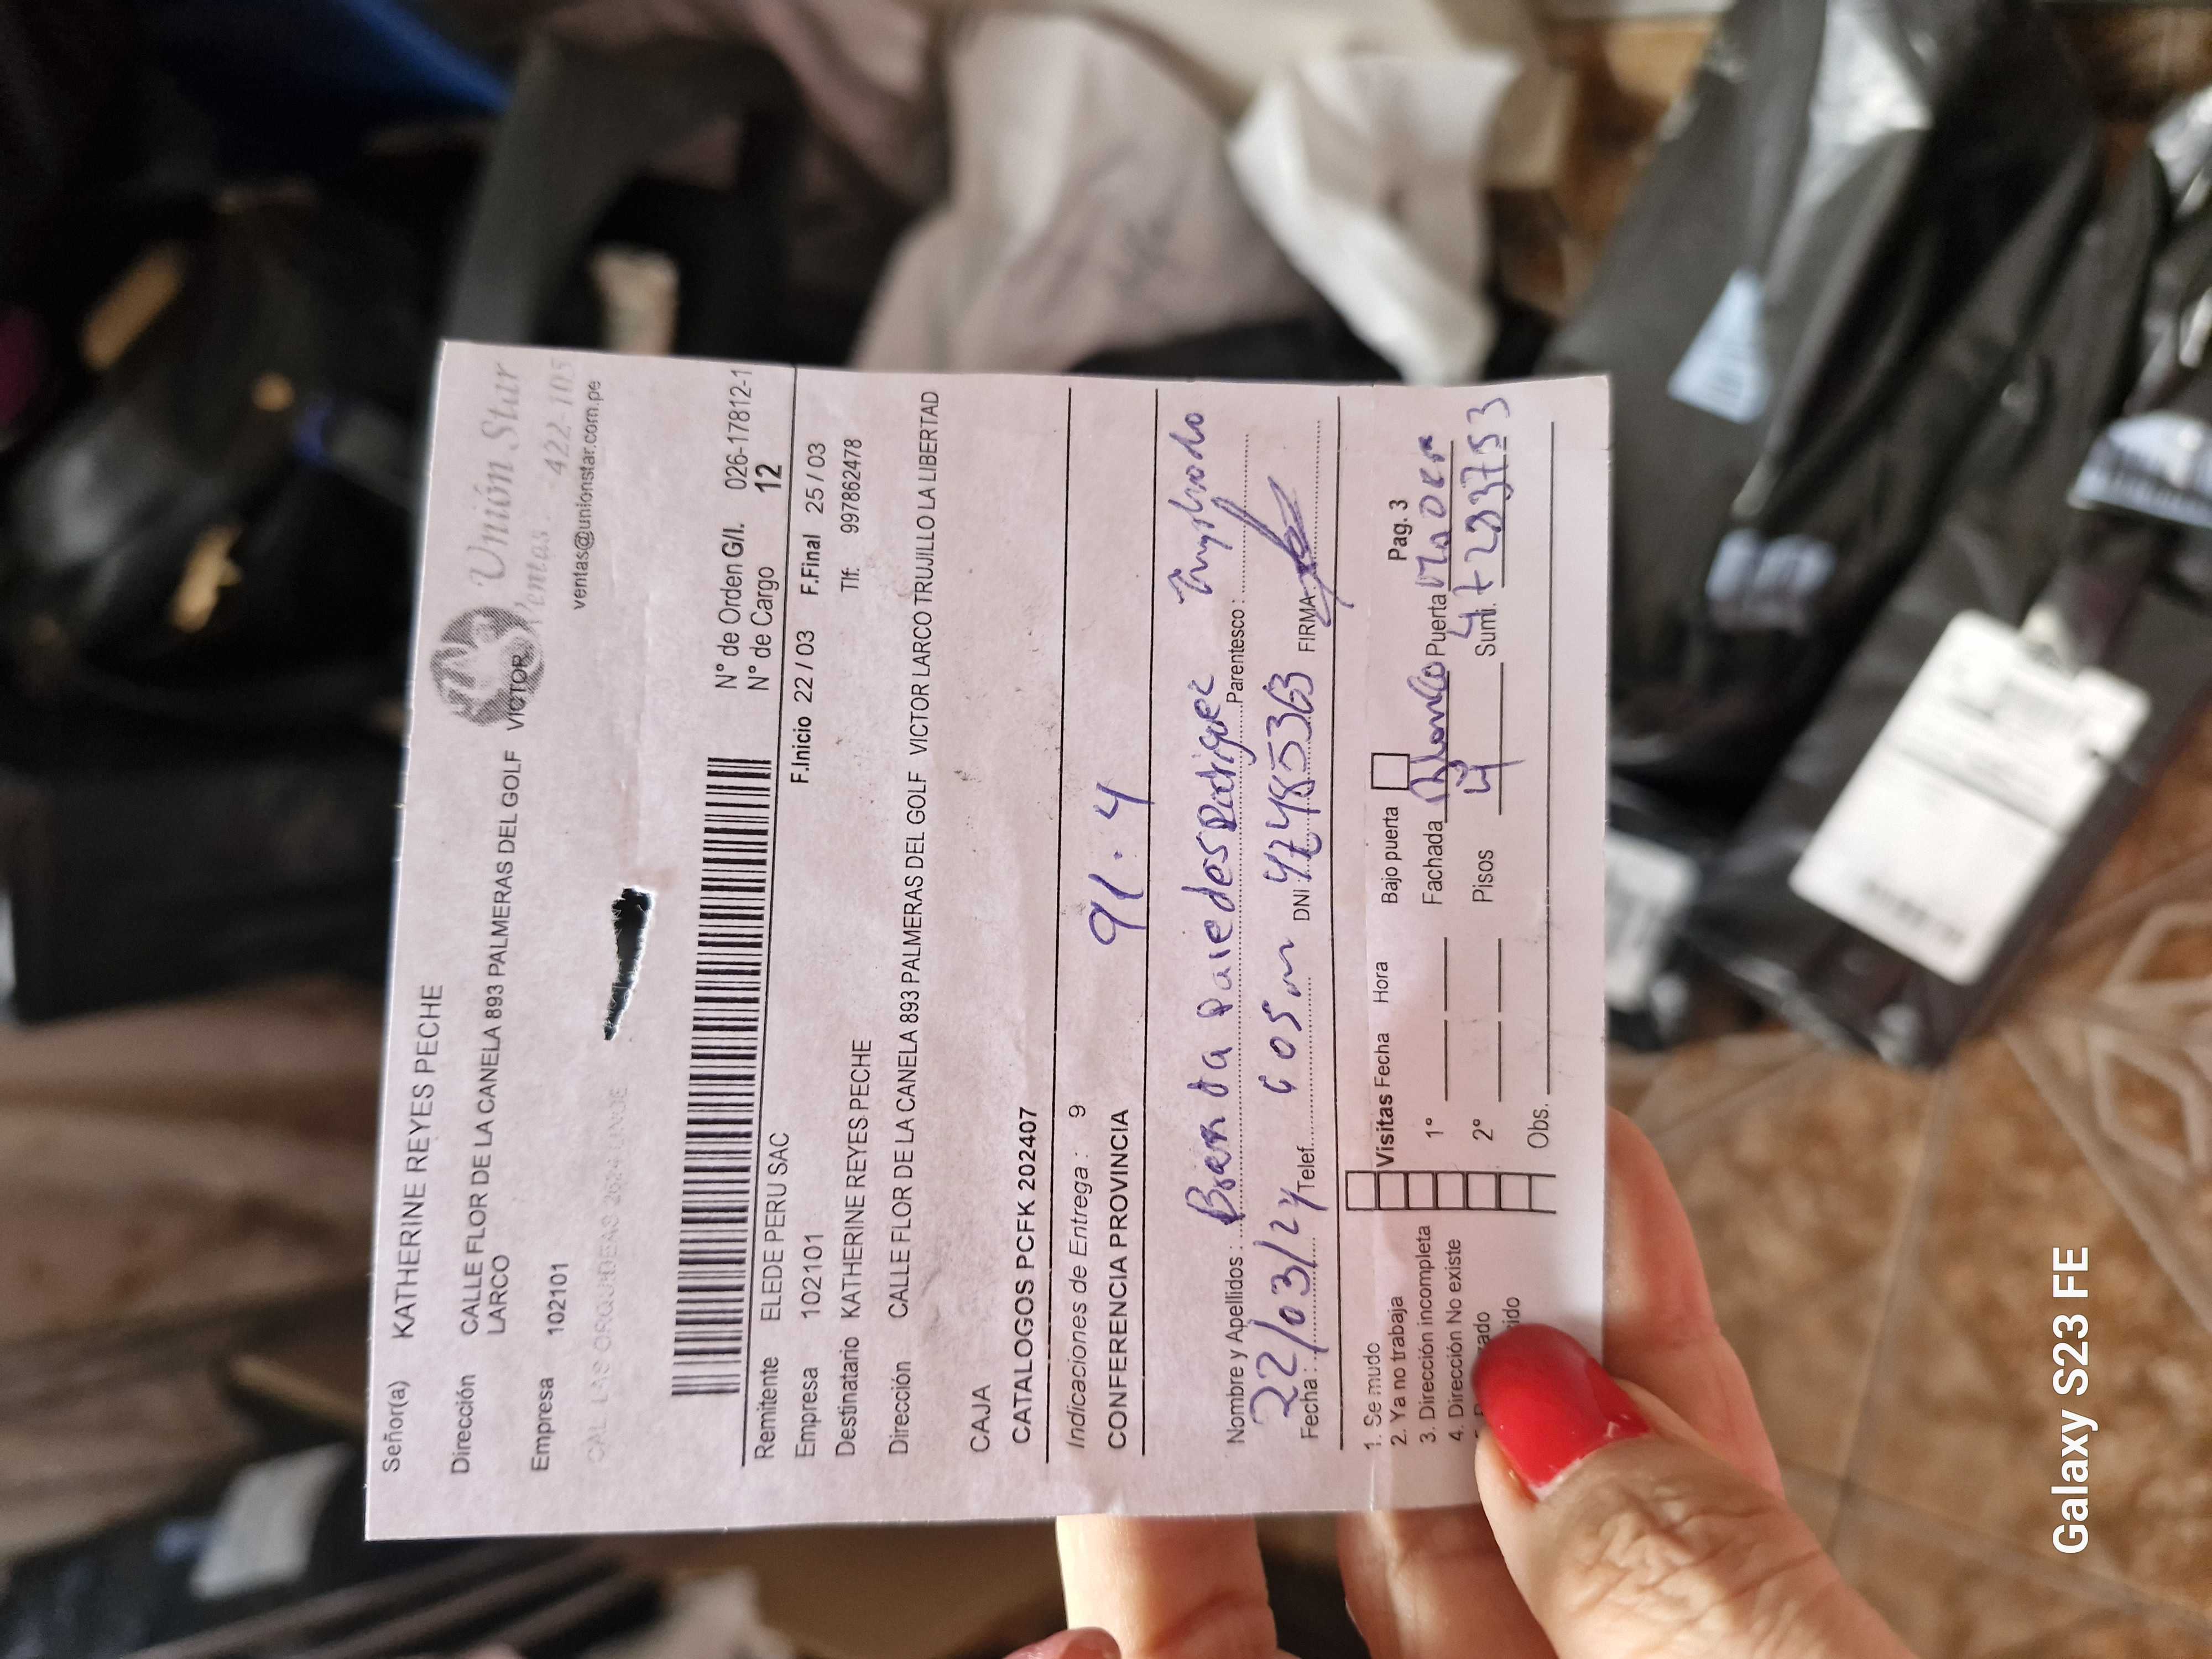 Señor(a) KATHERINE REYES PECHE
Unión Star
Dirección CALLE FLOR DE LA CANELA 893 PALMERAS DEL GOLF VICTOR
LARCO
Ventas: 422-105
Empresa 102101
ventas@unionstar.com.pe
CAL LAS ORQUIDEAS
N° de Orden G/I. 026-17812-1
N° de Cargo 12
Remitente ELEDE PERU SAC
F.Inicio 22 / 03 F.Final 25 / 03
Empresa 102101
Destinatario KATHERINE REYES PECHE Tlf: 997862478
Dirección CALLE FLOR DE LA CANELA 893 PALMERAS DEL GOLF VICTOR LARCO TRUJILLO LA LIBERTAD
CAJA
CATALOGOS PCFK 202407
Indicaciones de Entrega : 9
CONFERENCIA PROVINCIA
91.4
Nombre y Apellidos : Parentesco :
Fecha : 22/03/24 Telef. DNI : FIRMA
1. Se mudo
2. Ya no trabaja
3. Dirección incompleta
4. Dirección No existe
Visitas Fecha Hora
1°
2°
Obs.
Bajo puerta
Pag. 3
Fachada Puerta
Pisos 4 Sumi.
Galaxy S23 FE